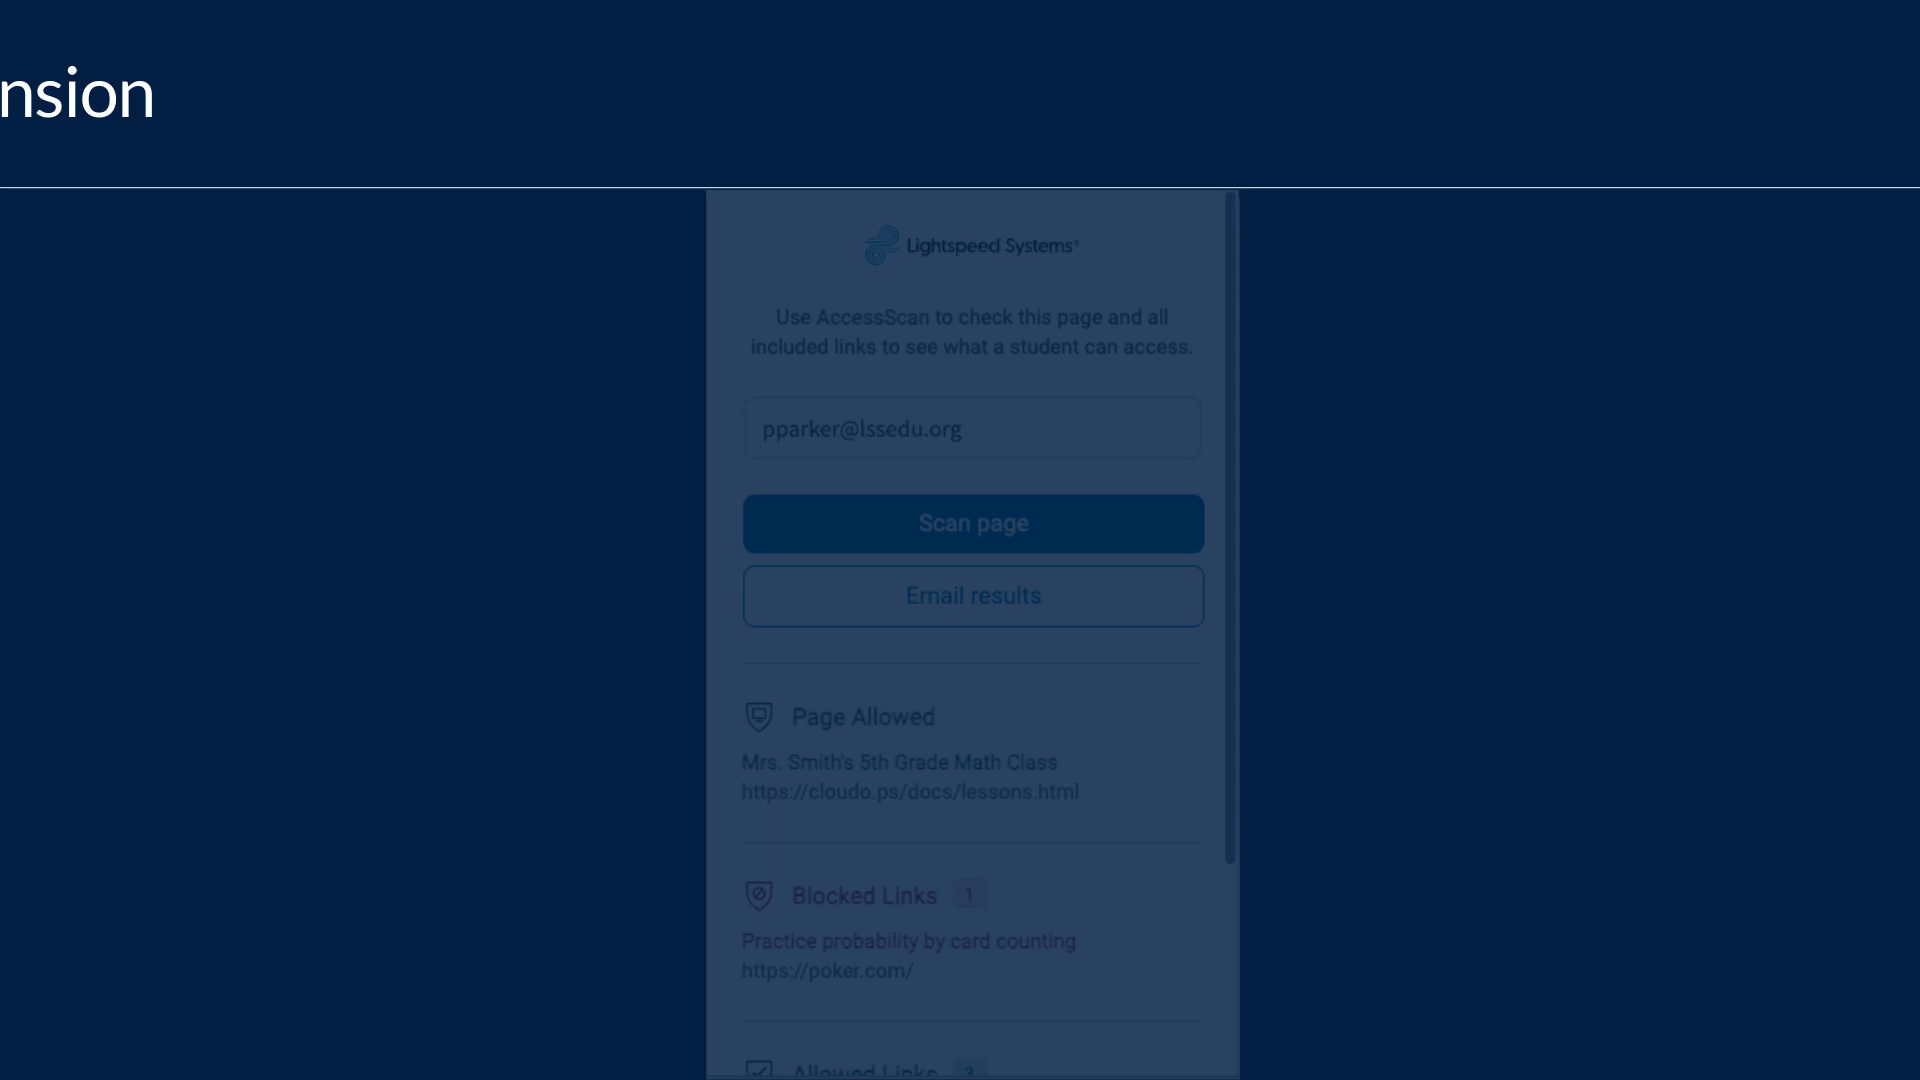 nsion
Lightspeed Systems®
Use AccessScan to check this page and all
included links to see what a student can access.
pparker@lssedu.org
Scan page
Email results
Page Allowed
Mrs. Smith's 5th Grade Math Class
https://cloudo.ps/docs/lessons.html
Blocked Links 1
Practice probability by card counting
https://poker.com/
Allowed Links 3